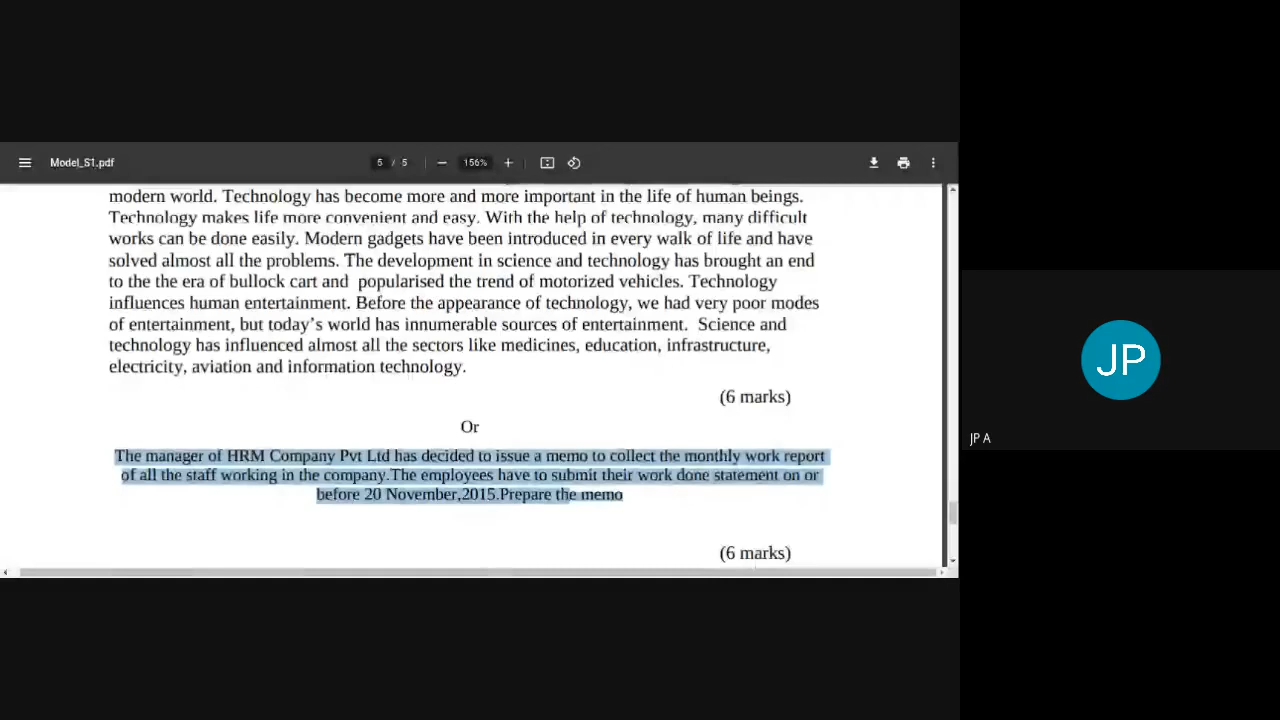 Model_S1.pdf
5 / 5
156%
modern world. Technology has become more and more important in the life of human beings.
Technology makes life more convenient and easy. With the help of technology, many difficult
works can be done easily. Modern gadgets have been introduced in every walk of life and have
solved almost all the problems. The development in science and technology has brought an end
to the the era of bullock cart and popularised the trend of motorized vehicles. Technology
influences human entertainment. Before the appearance of technology, we had very poor modes
of entertainment, but today's world has innumerable sources of entertainment. Science and
technology has influenced almost all the sectors like medicines, education, infrastructure,
electricity, aviation and information technology.
(6 marks)
Or
The manager of HRM Company Pvt Ltd has decided to issue a memo to collect the monthly work report
of all the staff working in the company.The employees have to submit their work done statement on or
before 20 November,2015.Prepare the memo
(6 marks)
JP
JP A